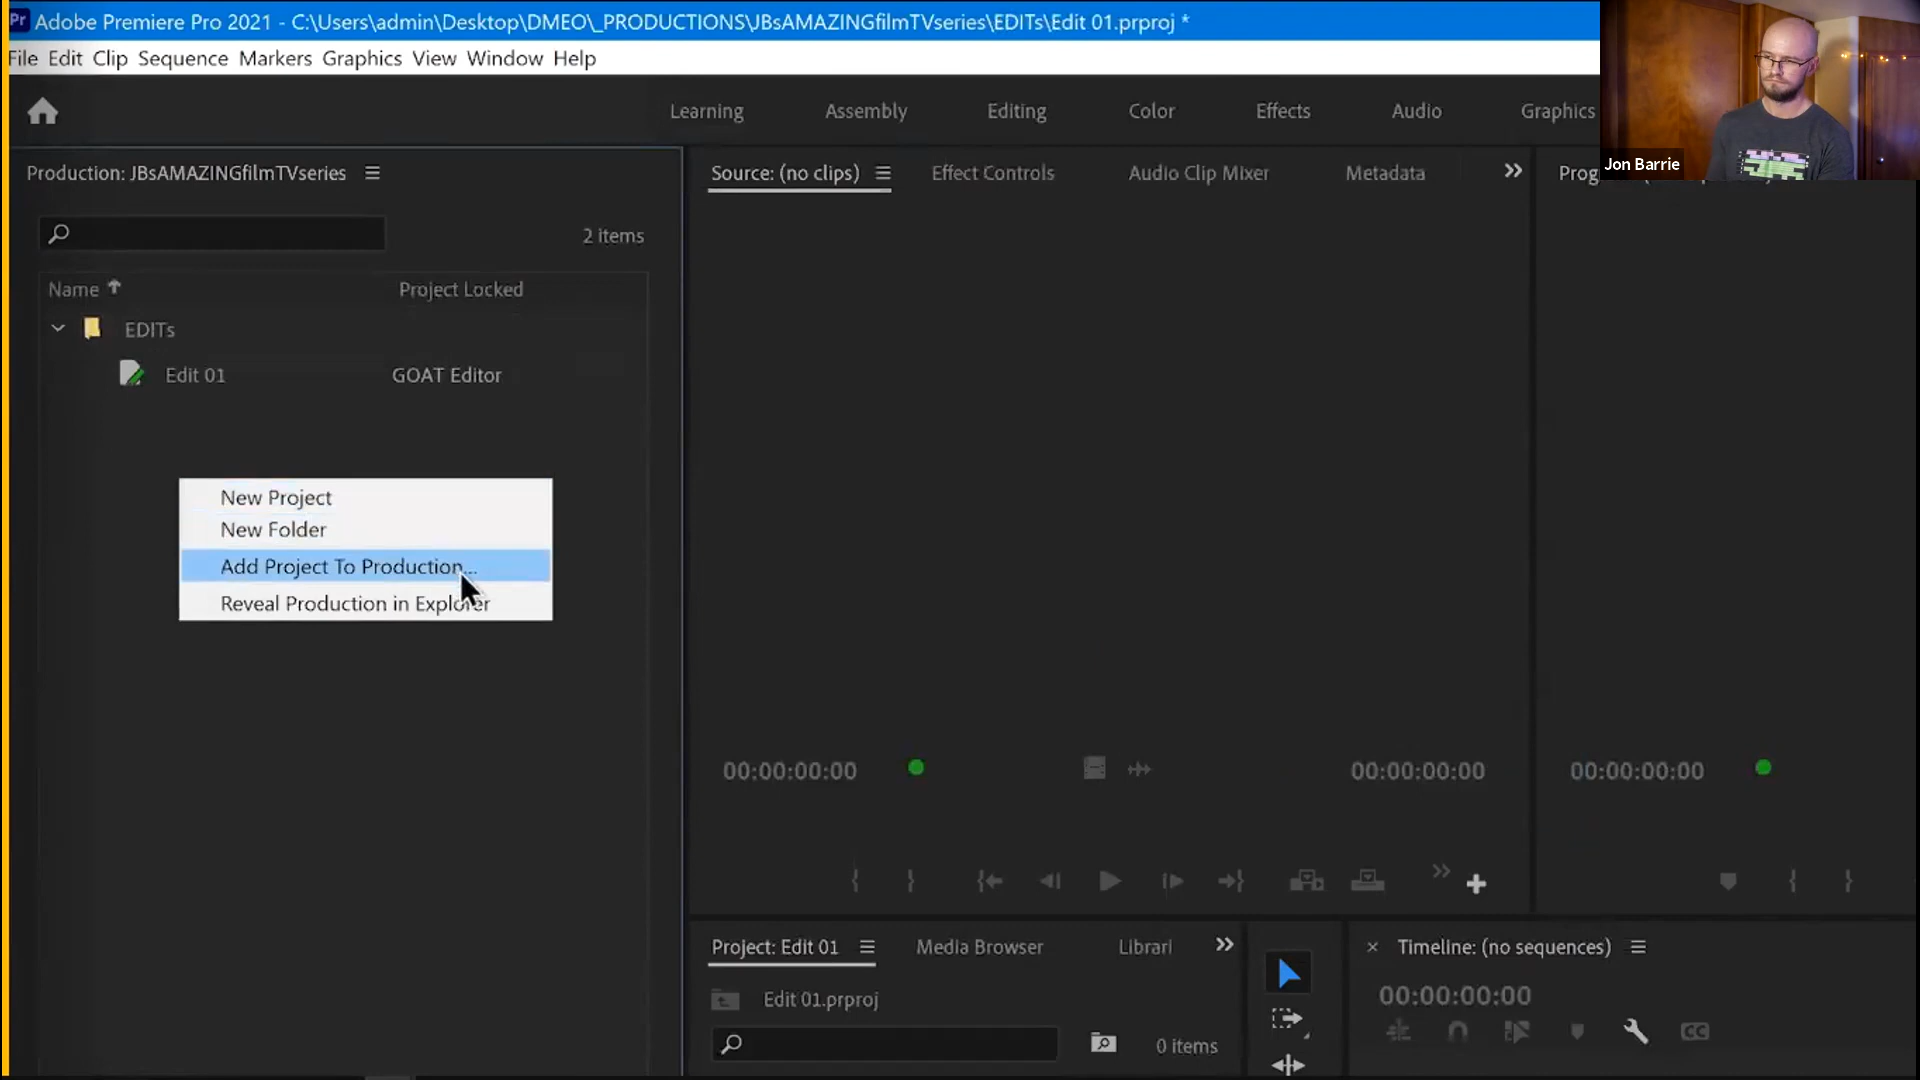 Pr Adobe Premiere Pro 2021 - C:\Users\admin\Desktop\DMEO\_PRODUCTIONS\JBsAMAZINGfilmTVseries\EDITs\Edit 01.prproj *
File Edit Clip Sequence Markers Graphics View Window Help
Learning Assembly Editing Color Effects Audio Graphics
Jon Barrie
Production: JBsAMAZINGfilmTVseries
Source: (no clips) Effect Controls Audio Clip Mixer Metadata
Prog
2 items
Name Project Locked
EDITs
Edit 01 GOAT Editor
New Project
New Folder
Add Project To Production...
Reveal Production in Explorer
00:00:00:00 00:00:00:00 00:00:00:00
Project: Edit 01 Media Browser Librari
Timeline: (no sequences)
Edit 01.prproj
00:00:00:00
0 items
CC